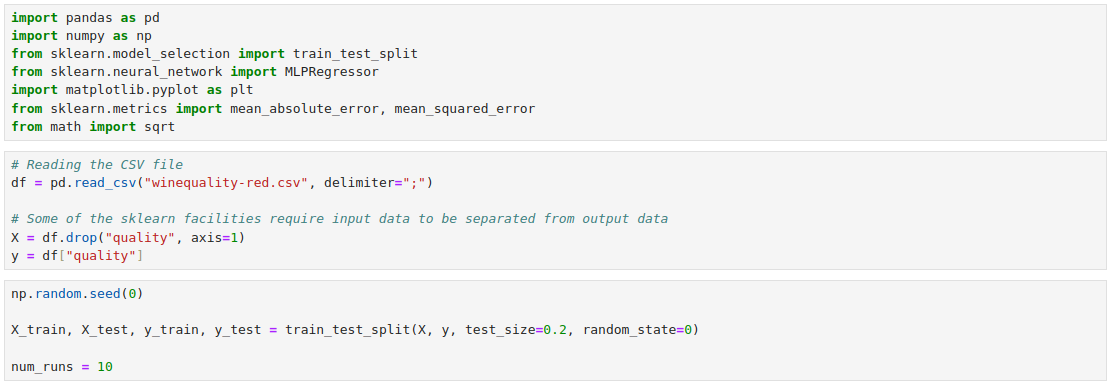 import pandas as pd
import numpy as np
from sklearn.model_selection import train_test_split
from sklearn.neural_network import MLPRegressor
import matplotlib.pyplot as plt
from sklearn.metrics import mean_absolute_error, mean_squared_error
from math import sqrt
# Reading the CSV file
df = pd.read_csv("winequality-red.csv", delimiter=";")
# Some of the sklearn facilities require input data to be separated from output data
X = df.drop("quality", axis=1)
y = df["quality"]
np.random.seed(0)
X_train, X_test, y_train, y_test = train_test_split(X, y, test_size=0.2, random_state=0)
num_runs = 10